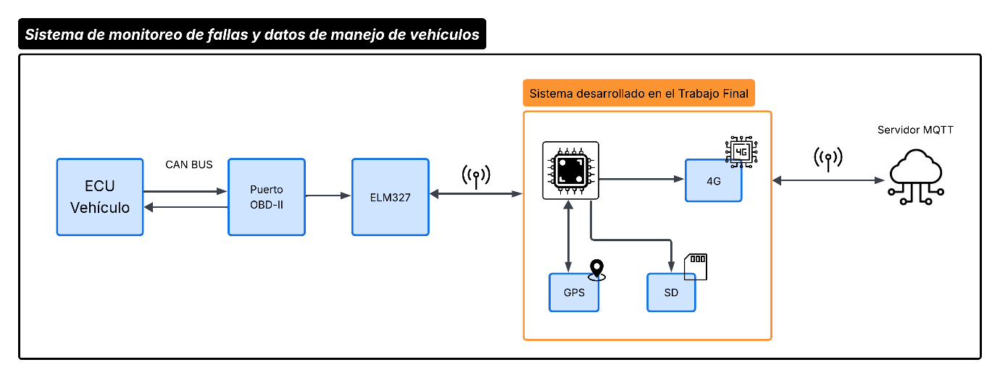 Sistema de monitoreo de fallas y datos de manejo de vehículos
Sistema desarrollado en el Trabajo Final
Servidor MQTT
CAN BUS
ECU
Vehículo
Puerto
OBD-II
ELM327
4G
4G
GPS
SD